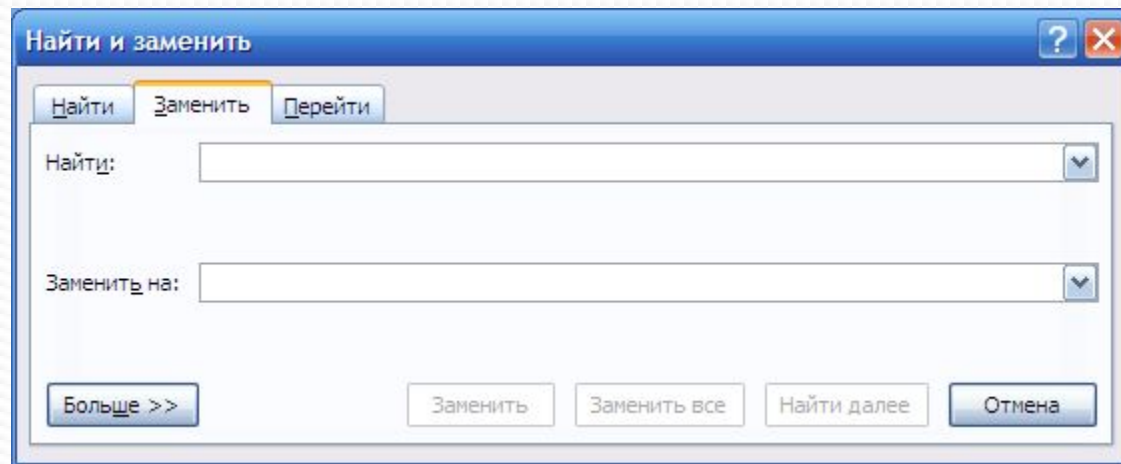 Найти и заменить
Найти Заменить Перейти
Найти:
Заменить на:
Больше >> Заменить Заменить все Найти далее Отмена